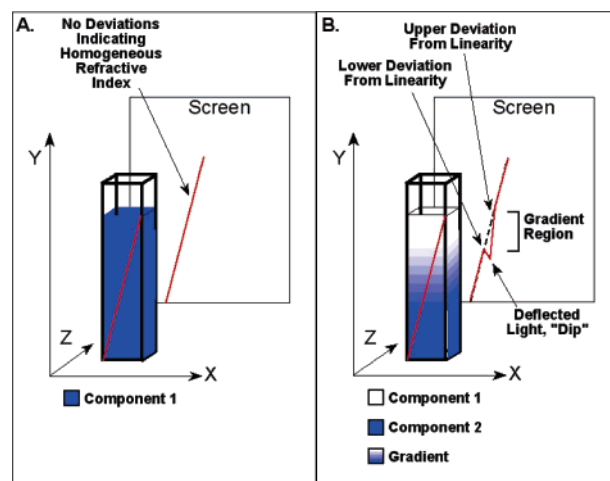 A.
No Deviations
Indicating
Homogeneous
Refractive
Index
Screen
Y
Z
X
Component 1
B.
Upper Deviation
From Linearity
Lower Deviation
From Linearity
Screen
Y
Gradient
Region
Z
Deflected
Light, "Dip"
X
Component 1
Component 2
Gradient